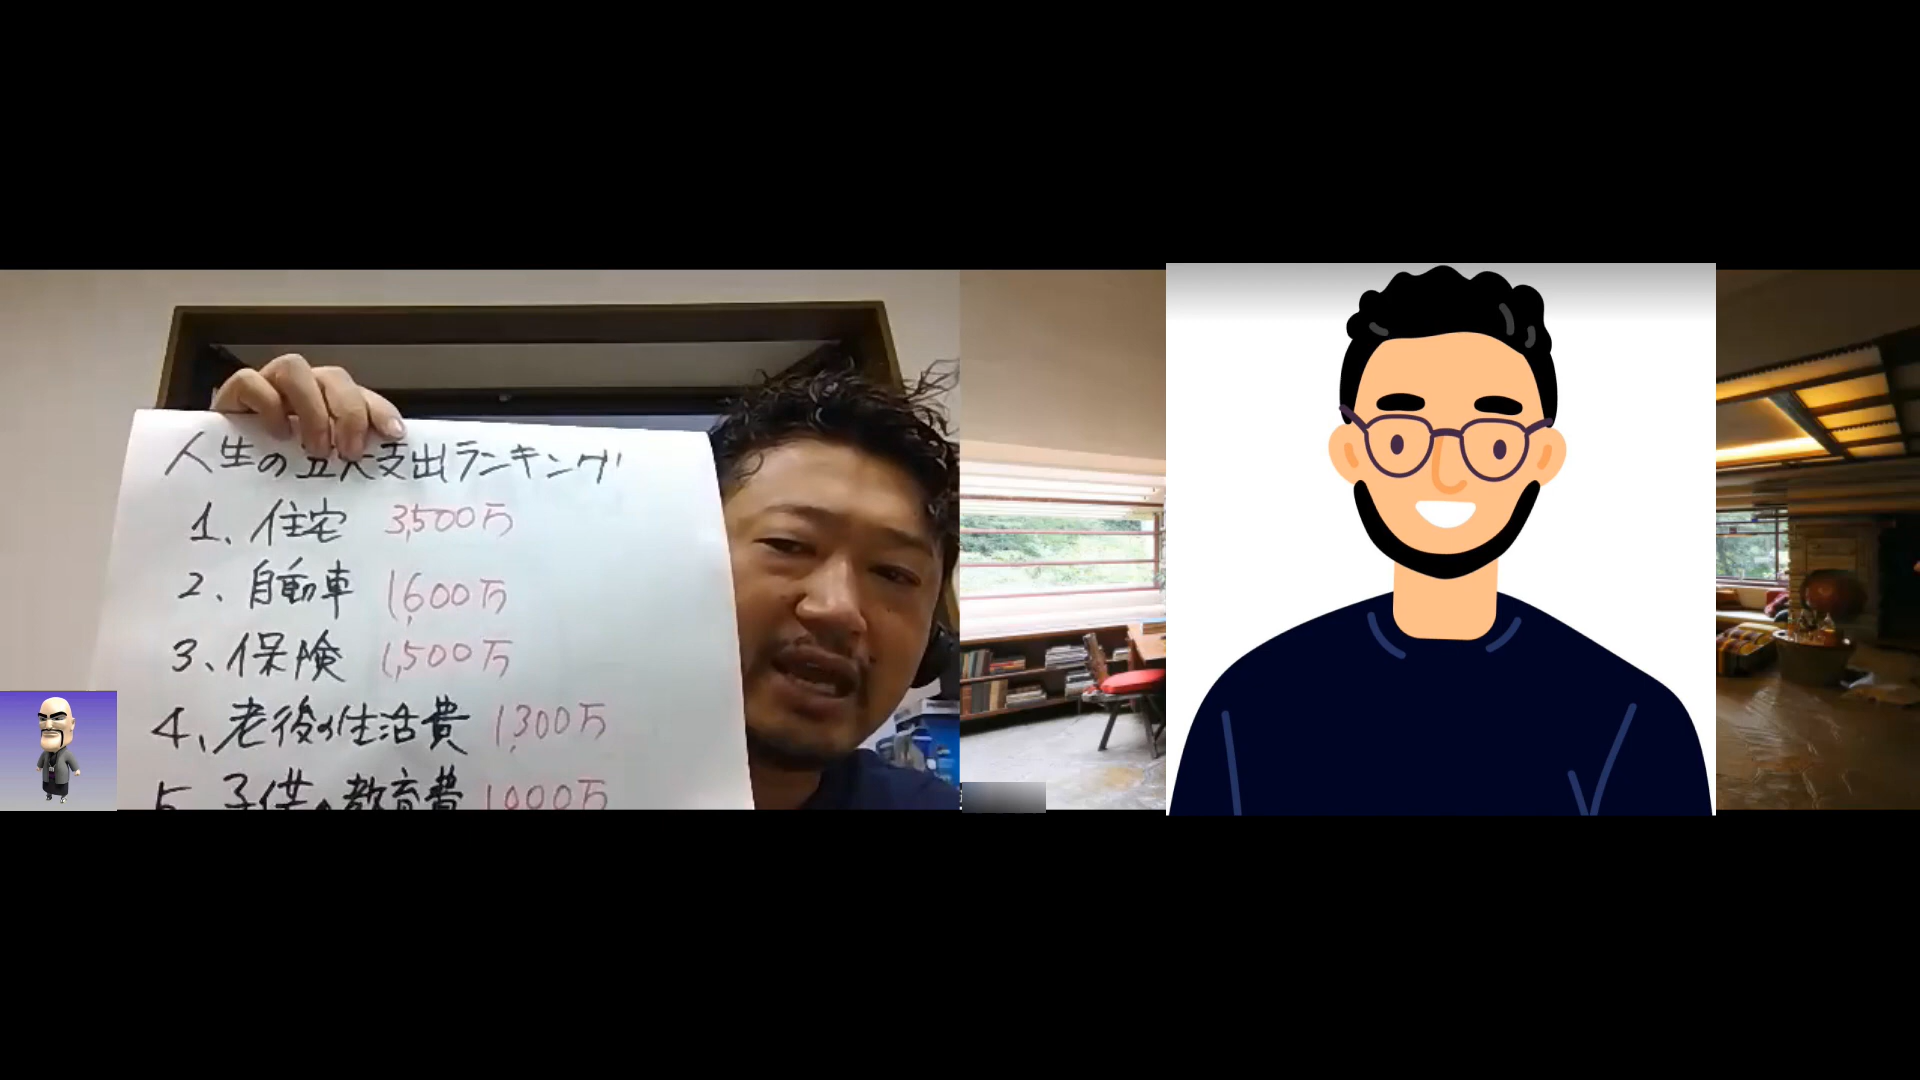 人生の五大支出ランキング
1、住宅 3,500万
2、自動車 1,600万
3、保険 1,500万
4、老後の生活費 1,300万
5 子供の教育費 1000万